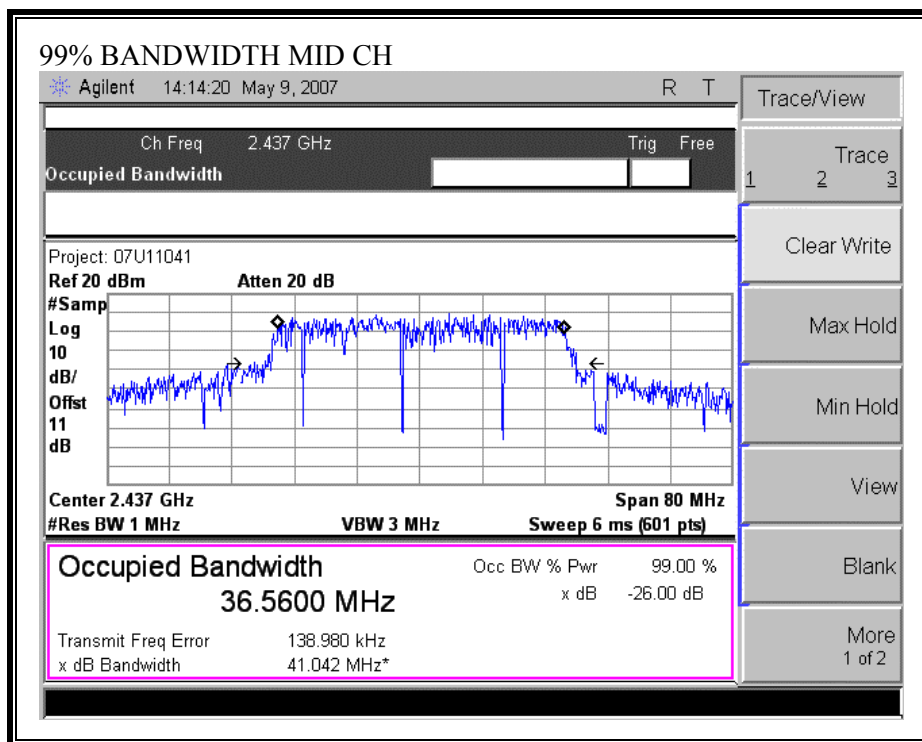 99% BANDWIDTH MID CH
Agilent 14:14:20 May 9, 2007 R T
Trace/View
Ch Freq 2.437 GHz Trig Free
Occupied Bandwidth
Trace
1 2 3
Clear Write
Max Hold
Min Hold
View
Blank
More
1 of 2
Project: 07U11041
Ref 20 dBm Atten 20 dB
#Samp
Log
10
dB/
Offst
11
dB
Center 2.437 GHz Span 80 MHz
#Res BW 1 MHz VBW 3 MHz Sweep 6 ms (601 pts)
Occupied Bandwidth Occ BW % Pwr 99.00 %
36.5600 MHz x dB -26.00 dB
Transmit Freq Error 138.980 kHz
x dB Bandwidth 41.042 MHz*